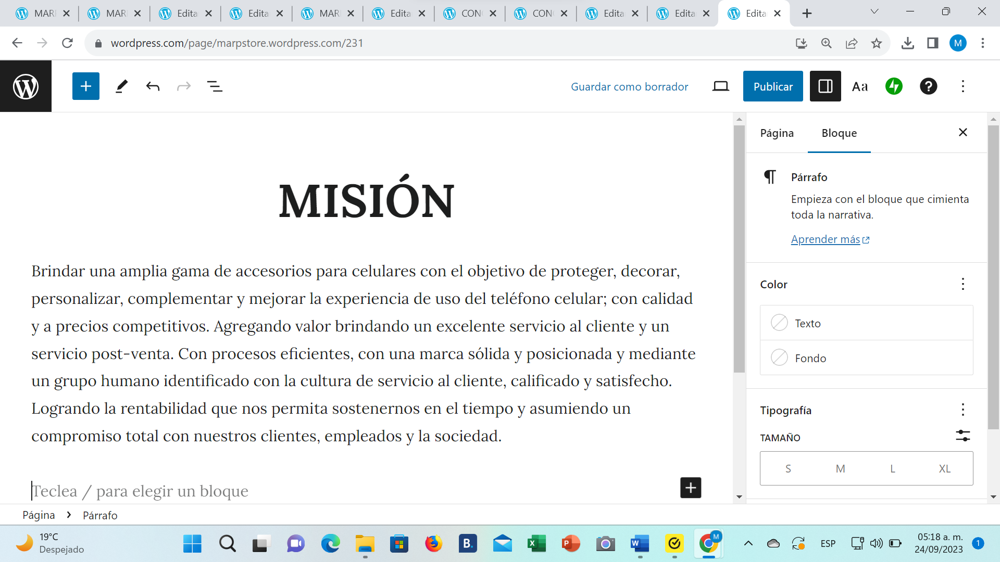 MAR
MAR
Edita
Edita
MAR
Edita
CON
CON
Edita
Edita
Edita
wordpress.com/page/marpstore.wordpress.com/231
M
Guardar como borrador
Publicar
Aa
Página
Bloque
MISIÓN
Brindar una amplia gama de accesorios para celulares con el objetivo de proteger, decorar,
personalizar, complementar y mejorar la experiencia de uso del teléfono celular; con calidad
y a precios competitivos. Agregando valor brindando un excelente servicio al cliente y un
servicio post-venta. Con procesos eficientes, con una marca sólida y posicionada y mediante
un grupo humano identificado con la cultura de servicio al cliente, calificado y satisfecho.
Logrando la rentabilidad que nos permita sostenernos en el tiempo y asumiendo un
compromiso total con nuestros clientes, empleados y la sociedad.
Teclea / para elegir un bloque
Párrafo
Empieza con el bloque que cimienta
toda la narrativa.
Aprender más
Color
Texto
Fondo
Tipografía
TAMAÑO
S M L XL
Página > Párrafo
19°C
Despejado
B.
M
ESP
05:18 a. m.
24/09/2023
1